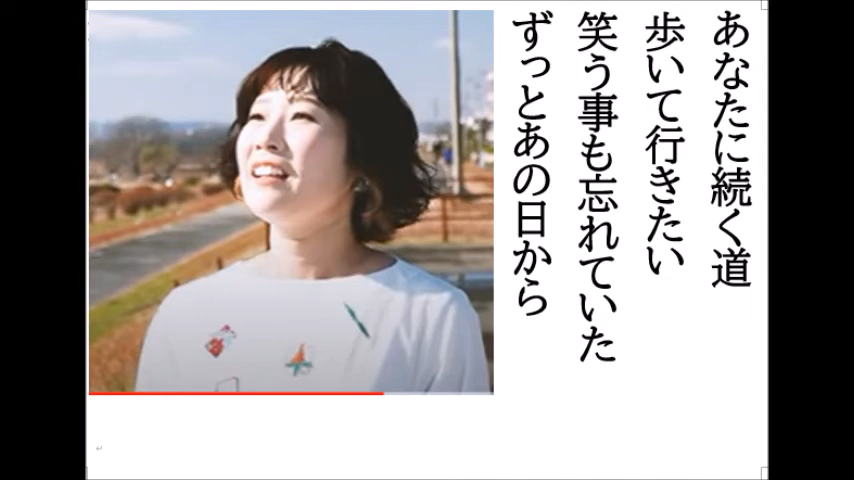 あなたに続く道
歩いて行きたい
笑う事も忘れていた
ずっとあの日から